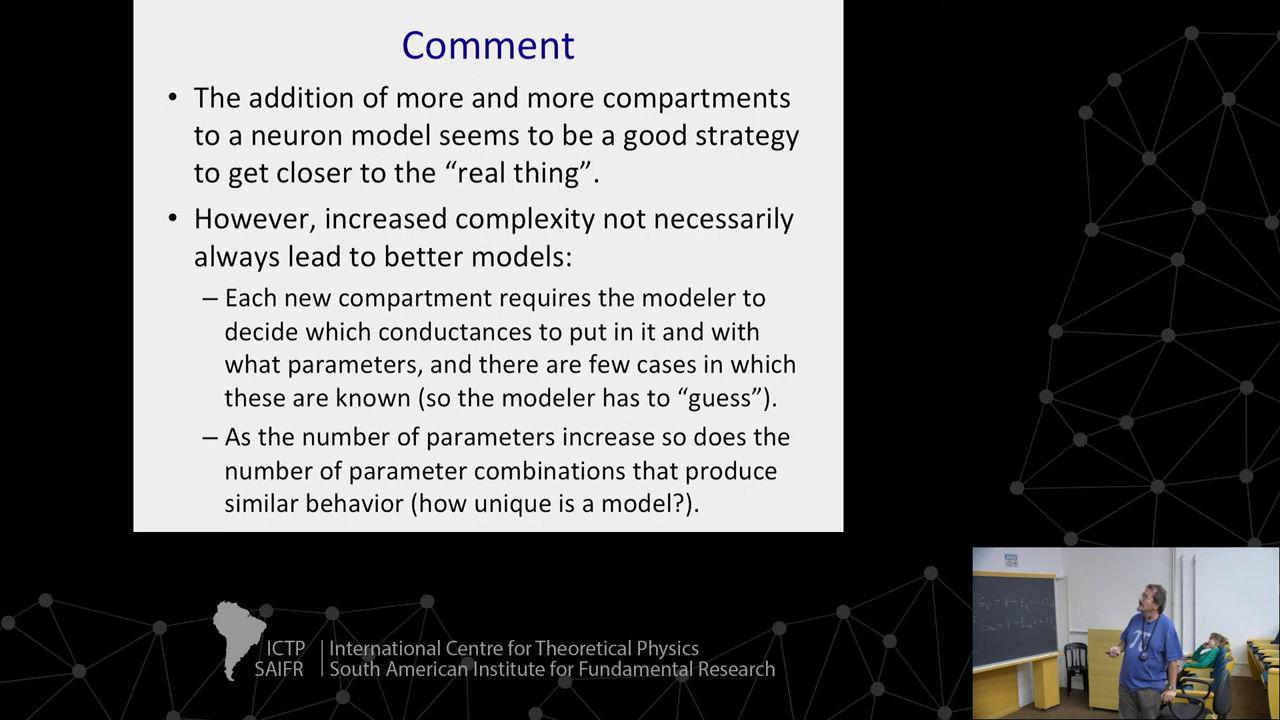 Comment
• The addition of more and more compartments
to a neuron model seems to be a good strategy
to get closer to the “real thing”.
• However, increased complexity not necessarily
always lead to better models:
– Each new compartment requires the modeler to
decide which conductances to put in it and with
what parameters, and there are few cases in which
these are known (so the modeler has to “guess”).
– As the number of parameters increase so does the
number of parameter combinations that produce
similar behavior (how unique is a model?).
ICTP
SAIFR
International Centre for Theoretical Physics
South American Institute for Fundamental Research